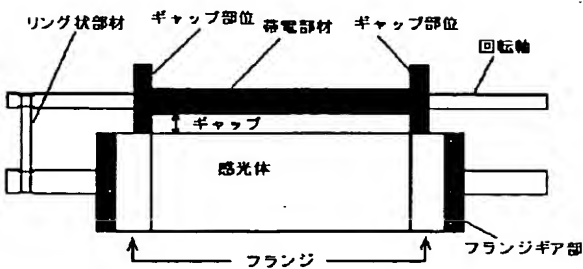 リング状部材
ギャップ部位
帯電部材
ギャップ部位
回転軸
ギャップ
感光体
フランジギア部
フランジ